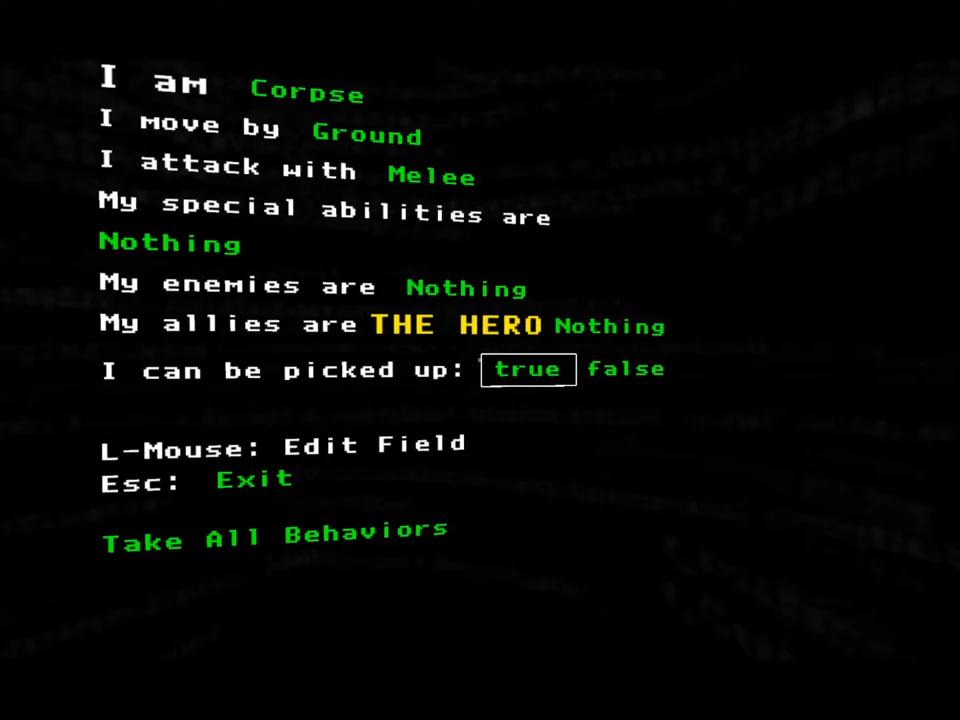 I am Corpse
I move by Ground
I attack with Melee
My special abilities are
Nothing
My enemies are Nothing
My allies are THE HERO Nothing
I can be picked up: true false
L-Mouse: Edit Field
Esc: Exit
Take All Behaviors